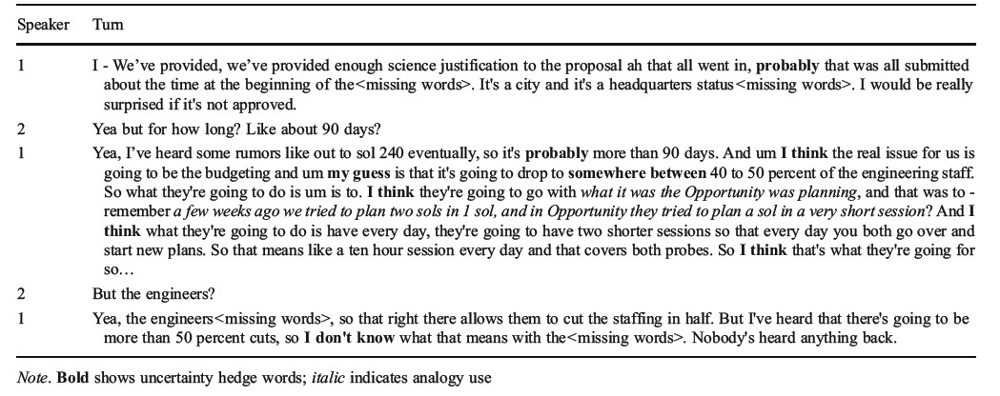 Speaker Turn
1 I - We've provided, we've provided enough science justification to the proposal ah that all went in, probably that was all submitted
about the time at the beginning of the<missing words>. It's a city and it's a headquarters status<missing words>. I would be really
surprised if it's not approved.
2 Yea but for how long? Like about 90 days?
1 Yea, I've heard some rumors like out to sol 240 eventually, so it's probably more than 90 days. And um I think the real issue for us is
going to be the budgeting and um my guess is that it's going to drop to somewhere between 40 to 50 percent of the engineering staff.
So what they're going to do is um is to. I think they're going to go with what it was the Opportunity was planning, and that was to -
remember a few weeks ago we tried to plan two sols in 1 sol, and in Opportunity they tried to plan a sol in a very short session? And I
think what they're going to do is have every day, they're going to have two shorter sessions so that every day you both go over and
start new plans. So that means like a ten hour session every day and that covers both probes. So I think that's what they're going for
so…
2 But the engineers?
1 Yea, the engineers<missing words>, so that right there allows them to cut the staffing in half. But I've heard that there's going to be
more than 50 percent cuts, so I don't know what that means with the<missing words>. Nobody's heard anything back.
Note. Bold shows uncertainty hedge words; italic indicates analogy use